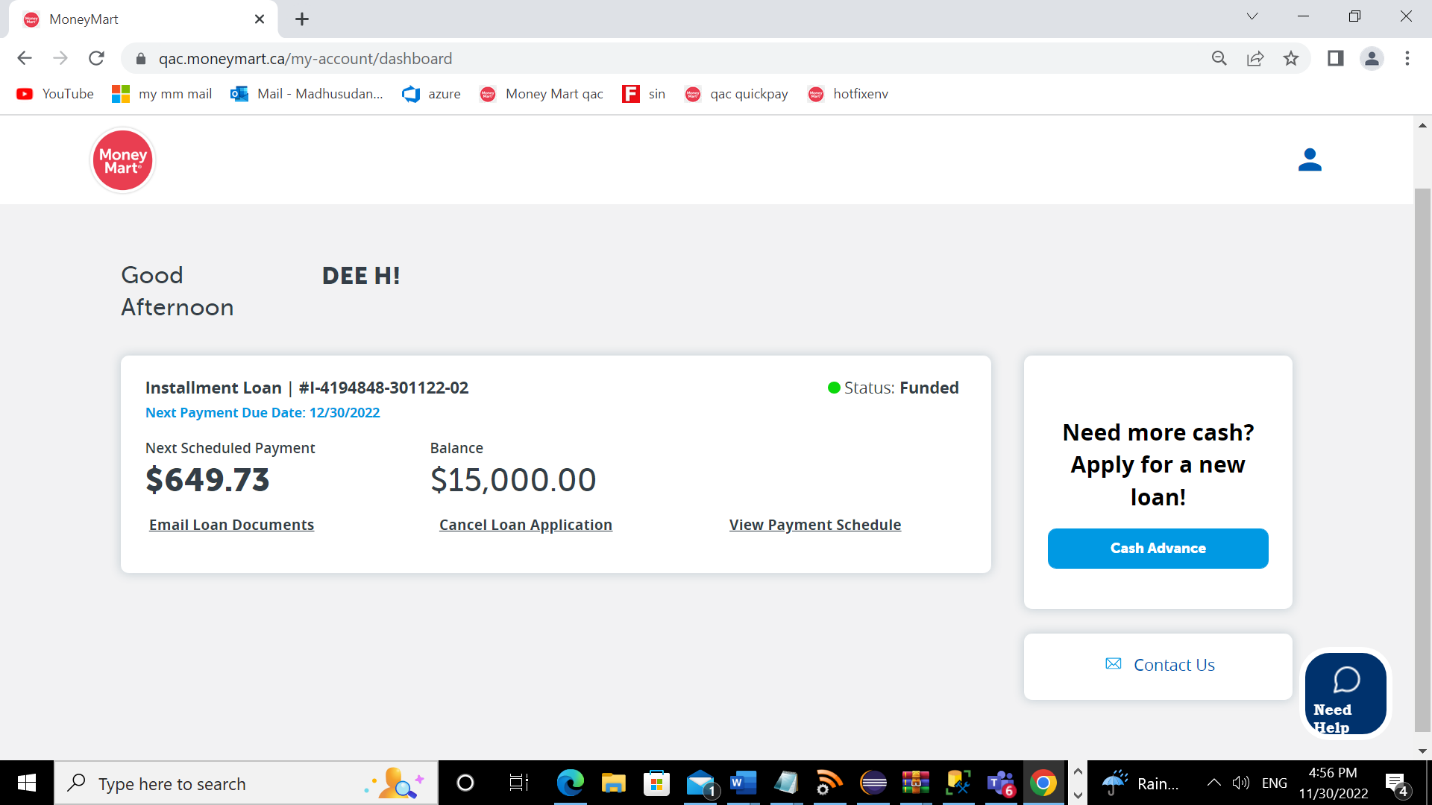 MoneyMart
qac.moneymart.ca/my-account/dashboard
YouTube my mm mail Mail - Madhusudan... azure Money Mart qac sin qac quickpay hotfixenv
Money
Mart
Good
Afternoon
DEE H!
Installment Loan | #I-4194848-301122-02
Status: Funded
Next Payment Due Date: 12/30/2022
Next Scheduled Payment Balance
$649.73 $15,000.00
Email Loan Documents Cancel Loan Application View Payment Schedule
Need more cash?
Apply for a new
loan!
Cash Advance
Contact Us
Need
Help
Type here to search
1
6
Rain...
ENG
4:56 PM
11/30/2022
4